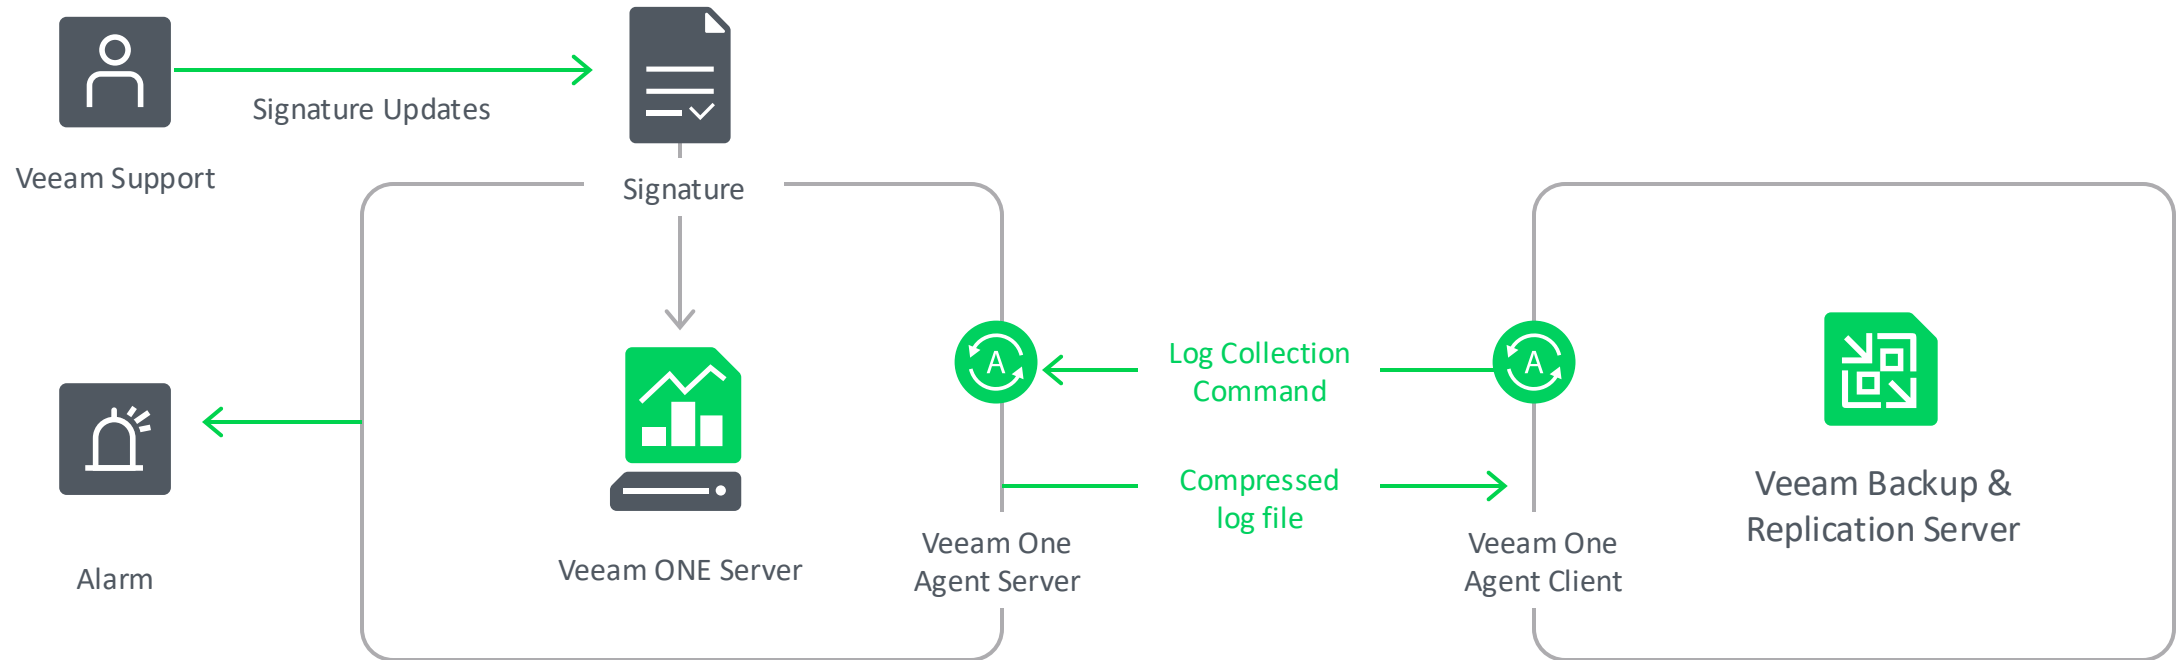 Signature Updates
Veeam Support
Signature
Log Collection
Command
A
A
Compressed
log file
Veeam Backup &
Replication Server
Veeam One
Agent Server
Veeam One
Agent Client
Veeam ONE Server
Alarm